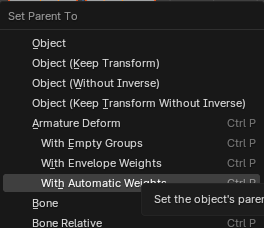 Set Parent To
Object
Object (Keep Transform)
Object (Without Inverse)
Object (Keep Transform Without Inverse)
Armature Deform Ctrl P
With Empty Groups Ctrl P
With Envelope Weights Ctrl P
With Automatic Weights Ctrl P
Set the object's paren
Bone
Bone Relative Ctrl P